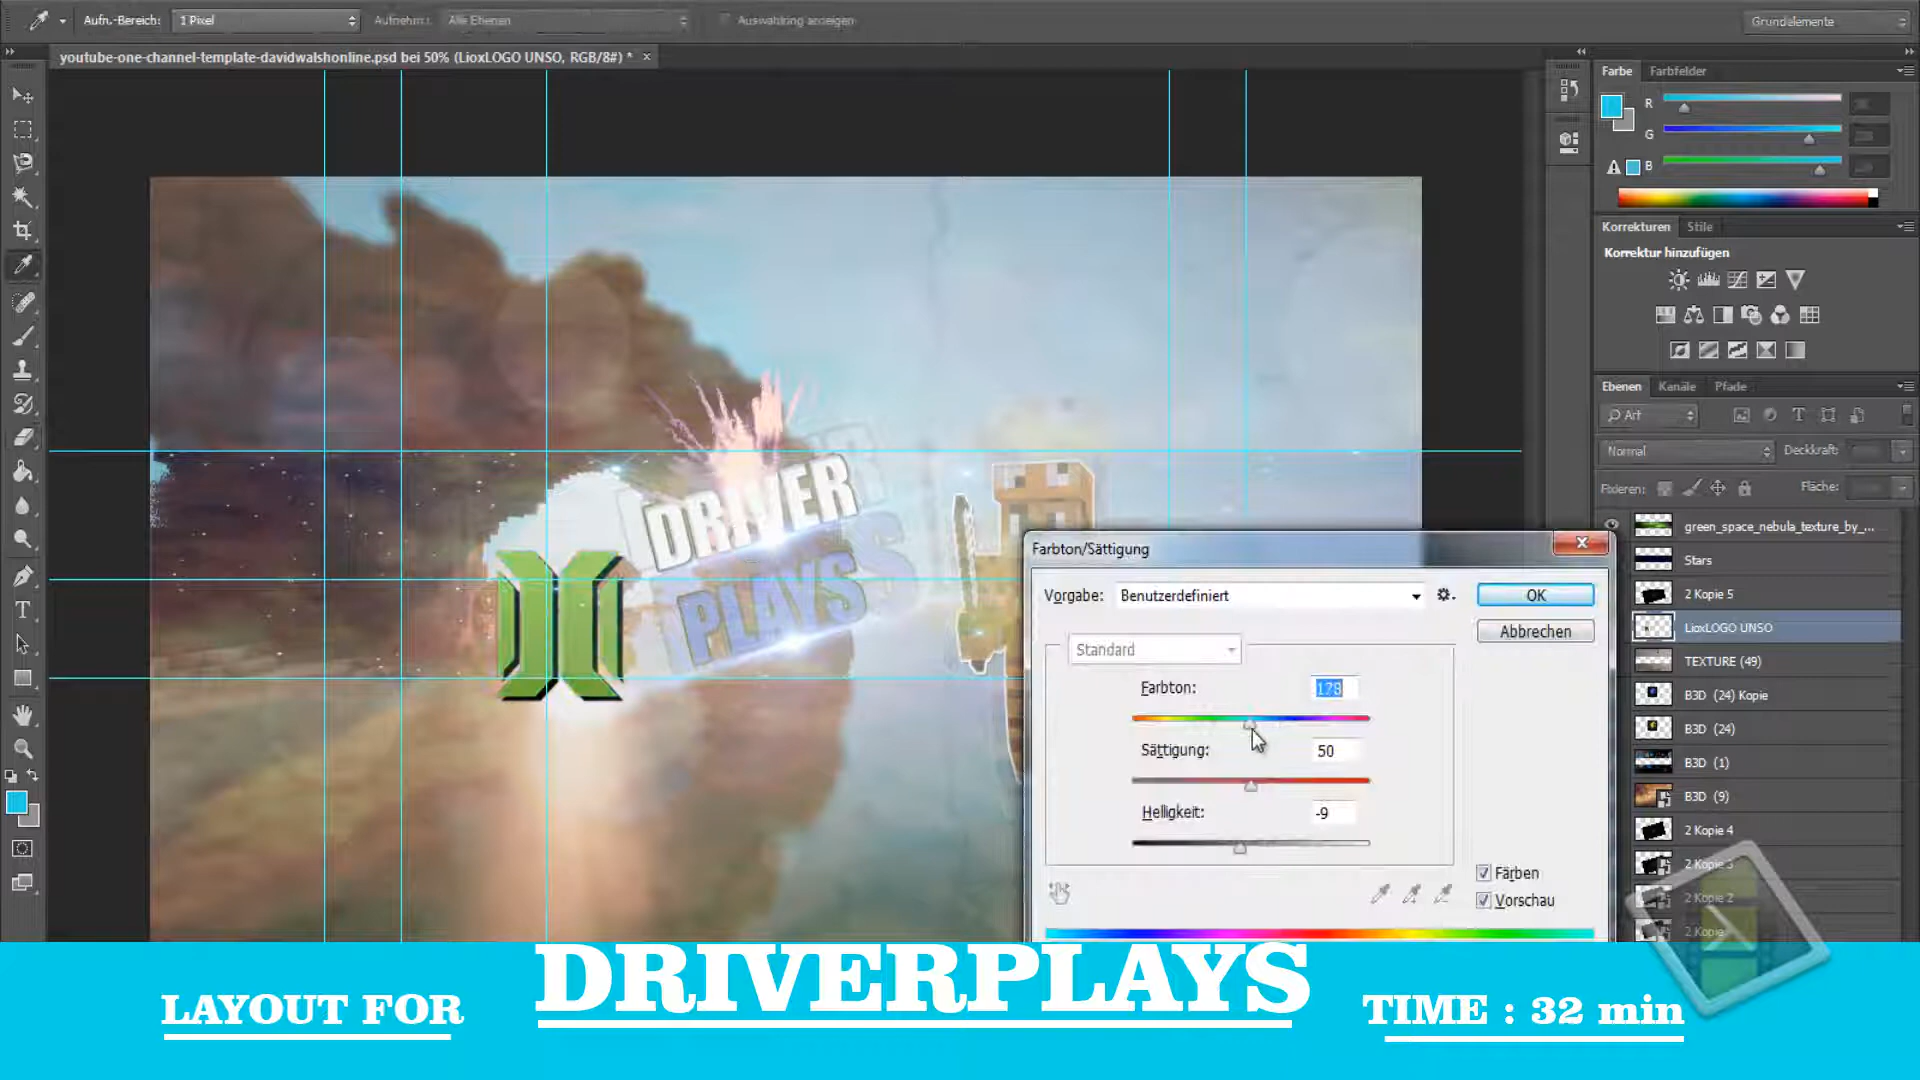 Aufn.-Bereich: 1 Pixel Aufnehm.: Alle Ebenen Auswahlring anzeigen Grundelemente
youtube-one-channel-template-davidwalshonline.psd bei 50% (LioxLOGO UNSO, RGB/8#) * ×
Farbe Farbfelder
R
G
B
Korrekturen Stile
Korrektur hinzufügen
Ebenen Kanäle Pfade
Art
Normal Deckkraft:
Fixieren: Fläche:
green_space_nebula_texture_by_...
Stars
2 Kopie 5
LioxLOGO UNSO
TEXTURE (49)
B3D (24) Kopie
B3D (24)
B3D (1)
B3D (9)
2 Kopie 4
2 Kopie 3
2 Kopie 2
2 Kopie
DRIVER
PLAYS
Farbton/Sättigung
Vorgabe: Benutzerdefiniert OK
Abbrechen
Standard
Farbton: 178
Sättigung: 50
Helligkeit: -9
Färben
Vorschau
LAYOUT FOR DRIVERPLAYS TIME : 32 min